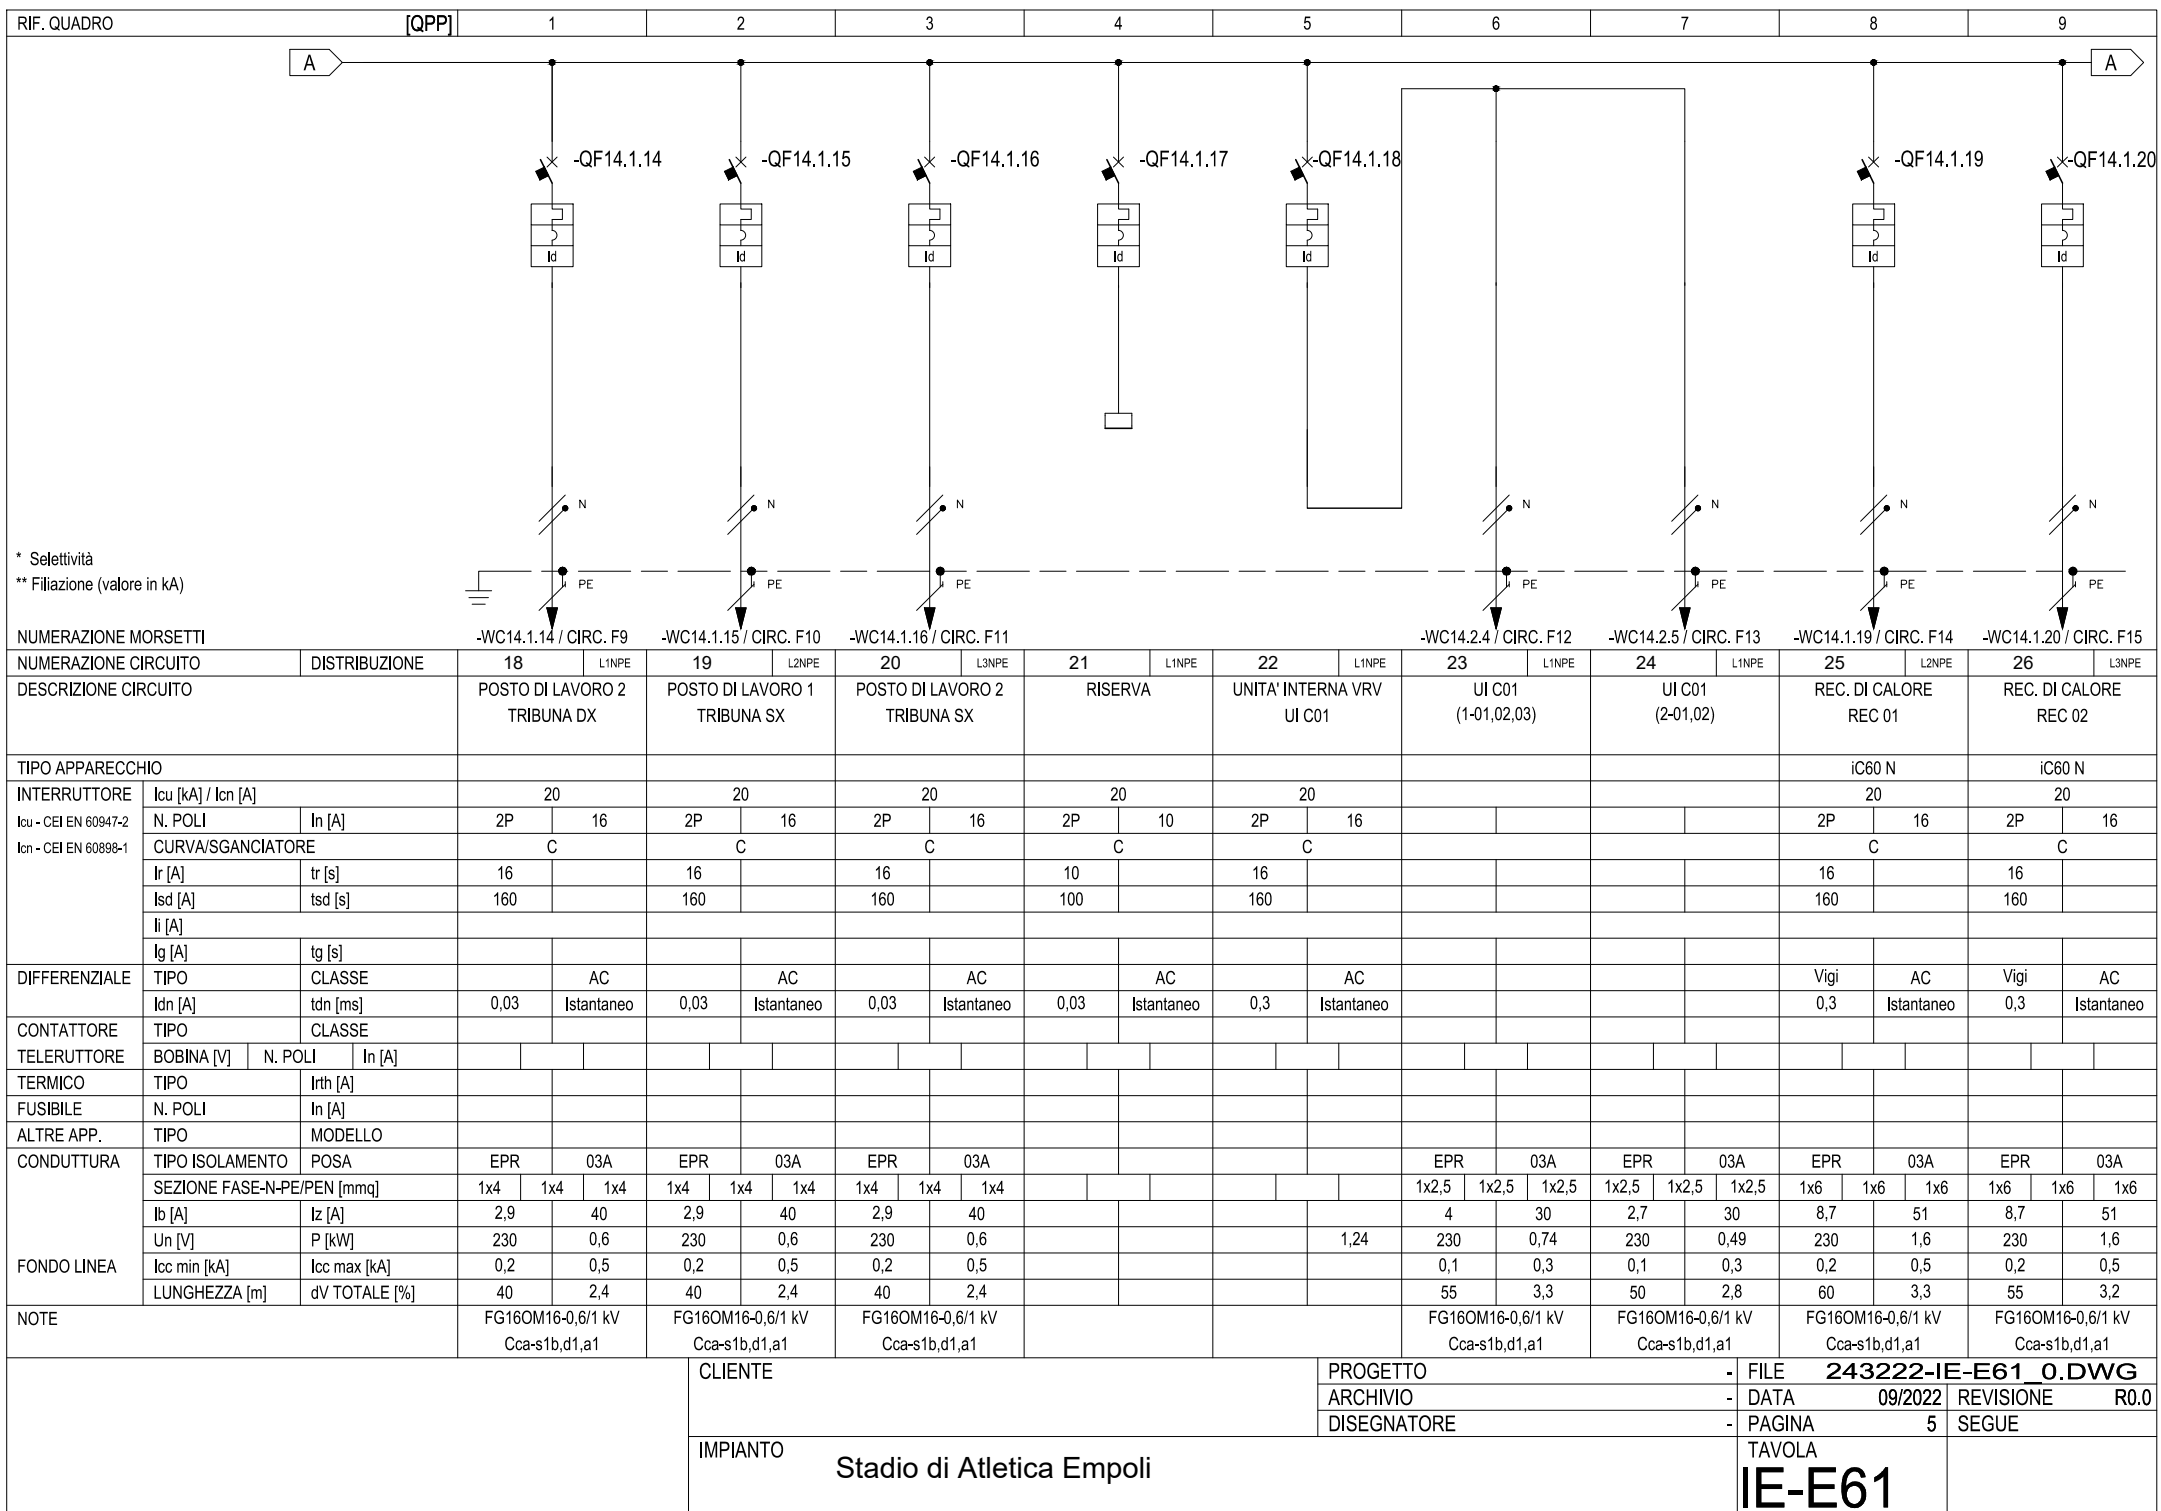 RIF. QUADRO [QPP] 1 2 3 4 5 6 7 8 9
A A
-QF14.1.14 -QF14.1.15 -QF14.1.16 -QF14.1.17 -QF14.1.18 -QF14.1.19 -QF14.1.20
Id Id Id Id Id Id Id
N N N N N N N
* Selettività
** Filiazione (valore in kA)
PE PE PE PE PE PE PE
NUMERAZIONE MORSETTI -WC14.1.14 / CIRC. F9 -WC14.1.15 / CIRC. F10 -WC14.1.16 / CIRC. F11 -WC14.2.4 / CIRC. F12 -WC14.2.5 / CIRC. F13 -WC14.1.19 / CIRC. F14 -WC14.1.20 / CIRC. F15
NUMERAZIONE CIRCUITO DISTRIBUZIONE 18 L1NPE 19 L2NPE 20 L3NPE 21 L1NPE 22 L1NPE 23 L1NPE 24 L1NPE 25 L2NPE 26 L3NPE
DESCRIZIONE CIRCUITO POSTO DI LAVORO 2 POSTO DI LAVORO 1 POSTO DI LAVORO 2 RISERVA UNITA' INTERNA VRV UI C01 UI C01 REC. DI CALORE REC. DI CALORE
TRIBUNA DX TRIBUNA SX TRIBUNA SX UI C01 (1-01,02,03) (2-01,02) REC 01 REC 02
TIPO APPARECCHIO iC60 N iC60 N
INTERRUTTORE Icu [kA] / Icn [A] 20 20 20 20 20 20 20
Icu - CEI EN 60947-2 N. POLI In [A] 2P 16 2P 16 2P 16 2P 10 2P 16 2P 16 2P 16
Icn - CEI EN 60898-1 CURVA/SGANCIATORE C C C C C C C
Ir [A] tr [s] 16 16 16 10 16 16 16
Isd [A] tsd [s] 160 160 160 100 160 160 160
Ii [A]
Ig [A] tg [s]
DIFFERENZIALE TIPO CLASSE AC AC AC AC AC Vigi AC Vigi AC
Idn [A] tdn [ms] 0,03 Istantaneo 0,03 Istantaneo 0,03 Istantaneo 0,03 Istantaneo 0,3 Istantaneo 0,3 Istantaneo 0,3 Istantaneo
CONTATTORE TIPO CLASSE
TELERUTTORE BOBINA [V] N. POLI In [A]
TERMICO TIPO Irth [A]
FUSIBILE N. POLI In [A]
ALTRE APP. TIPO MODELLO
CONDUTTURA TIPO ISOLAMENTO POSA EPR 03A EPR 03A EPR 03A EPR 03A EPR 03A EPR 03A EPR 03A
SEZIONE FASE-N-PE/PEN [mmq] 1x4 1x4 1x4 1x4 1x4 1x4 1x4 1x4 1x4 1x2,5 1x2,5 1x2,5 1x2,5 1x2,5 1x2,5 1x6 1x6 1x6 1x6 1x6 1x6
Ib [A] Iz [A] 2,9 40 2,9 40 2,9 40 4 30 2,7 30 8,7 51 8,7 51
Un [V] P [kW] 230 0,6 230 0,6 230 0,6 1,24 230 0,74 230 0,49 230 1,6 230 1,6
FONDO LINEA Icc min [kA] Icc max [kA] 0,2 0,5 0,2 0,5 0,2 0,5 0,1 0,3 0,1 0,3 0,2 0,5 0,2 0,5
LUNGHEZZA [m] dV TOTALE [%] 40 2,4 40 2,4 40 2,4 55 3,3 50 2,8 60 3,3 55 3,2
NOTE FG16OM16-0,6/1 kV FG16OM16-0,6/1 kV FG16OM16-0,6/1 kV FG16OM16-0,6/1 kV FG16OM16-0,6/1 kV FG16OM16-0,6/1 kV FG16OM16-0,6/1 kV
Cca-s1b,d1,a1 Cca-s1b,d1,a1 Cca-s1b,d1,a1 Cca-s1b,d1,a1 Cca-s1b,d1,a1 Cca-s1b,d1,a1 Cca-s1b,d1,a1
CLIENTE PROGETTO - FILE 243222-IE-E61_0.DWG
ARCHIVIO - DATA 09/2022 REVISIONE R0.0
DISEGNATORE - PAGINA 5 SEGUE
IMPIANTO Stadio di Atletica Empoli TAVOLA
IE-E61